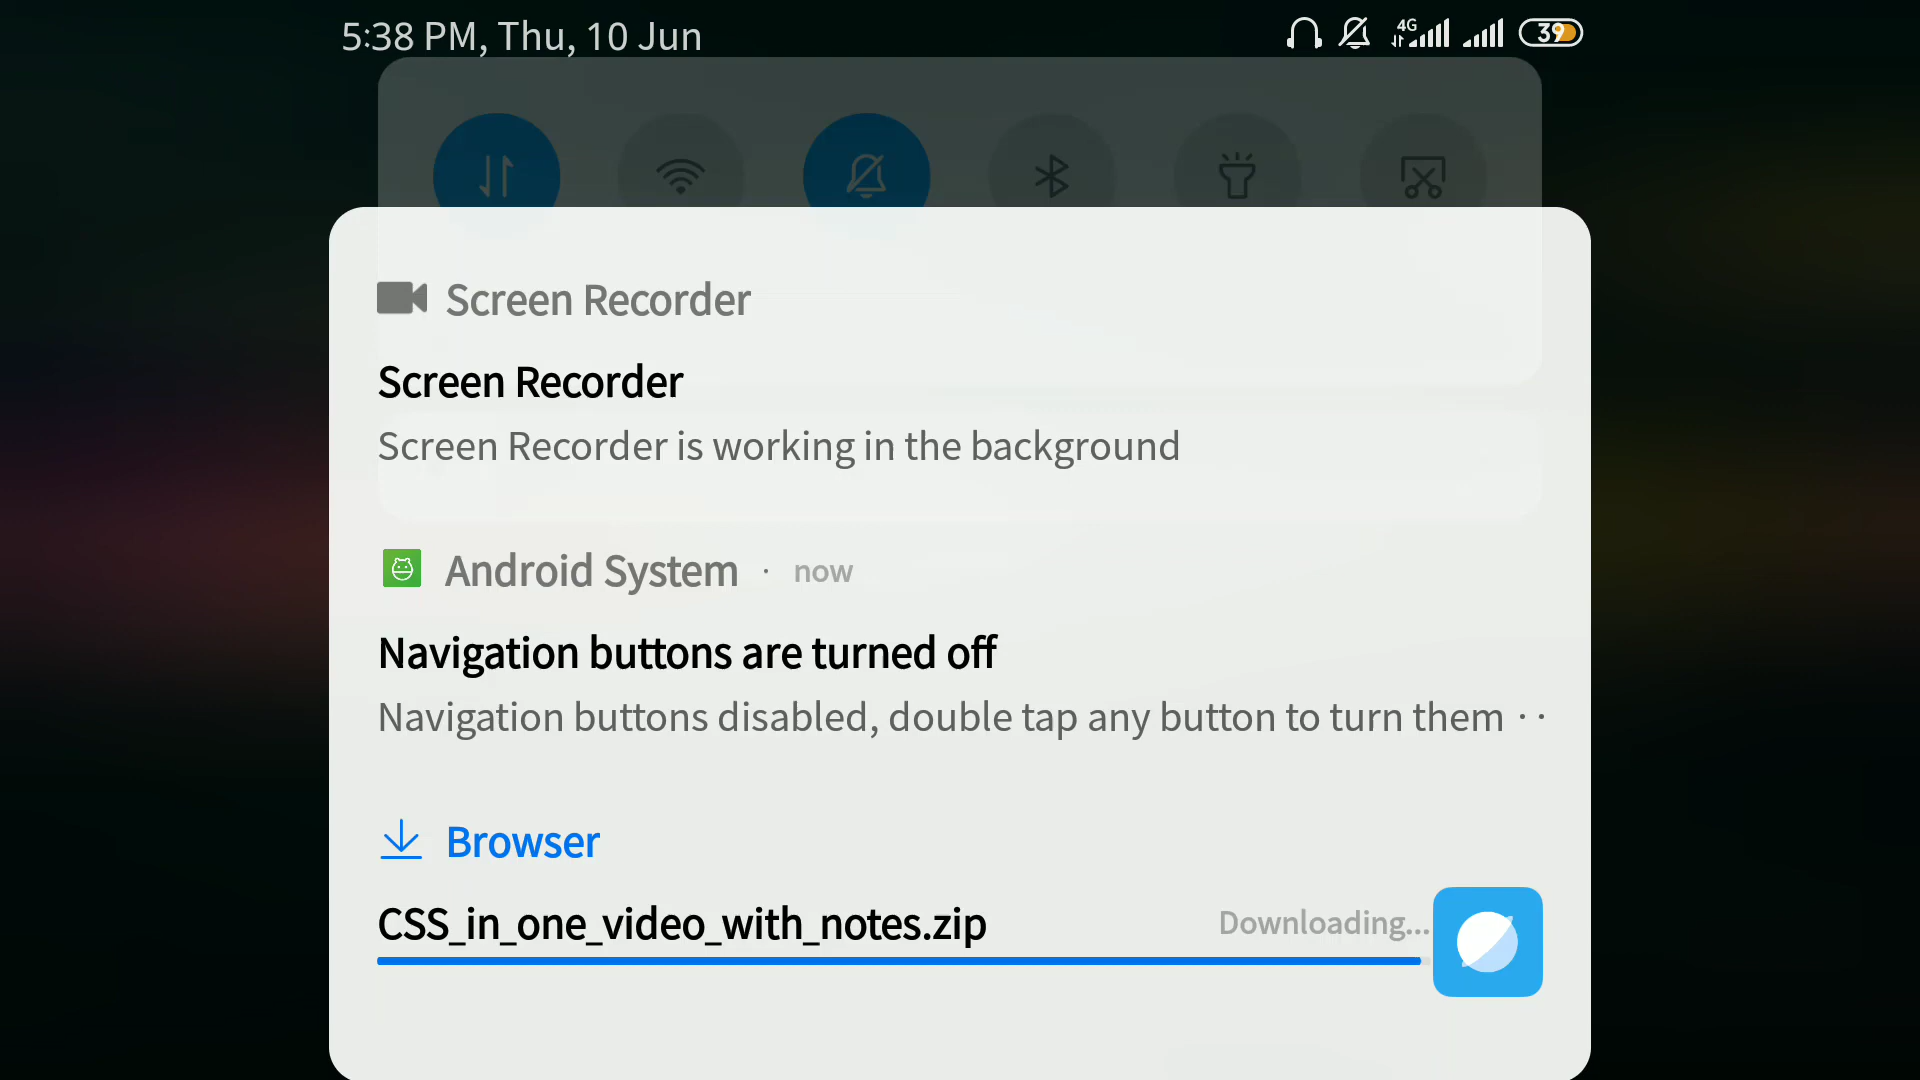 5:38 PM, Thu, 10 Jun
4G
39
Screen Recorder
Screen Recorder
Screen Recorder is working in the background
Android System · now
Navigation buttons are turned off
Navigation buttons disabled, double tap any button to turn them ··
Browser
CSS_in_one_video_with_notes.zip Downloading...